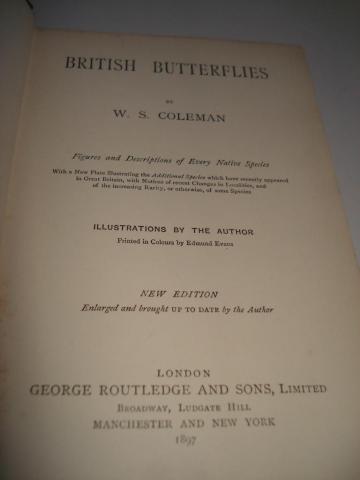 BRITISH BUTTERFLIES
BY
W. S. COLEMAN
Figures and Descriptions of Every Native Species
With a New Plate Illustrating the Additional Species which have recently appeared
in Great Britain, with Notices of recent Changes in Localities, and
of the increasing Rarity, or otherwise, of some Species
ILLUSTRATIONS BY THE AUTHOR
Printed in Colours by Edmund Evans
NEW EDITION
Enlarged and brought UP TO DATE by the Author
LONDON
GEORGE ROUTLEDGE AND SONS, LIMITED
BROADWAY, LUDGATE HILL
MANCHESTER AND NEW YORK
1897